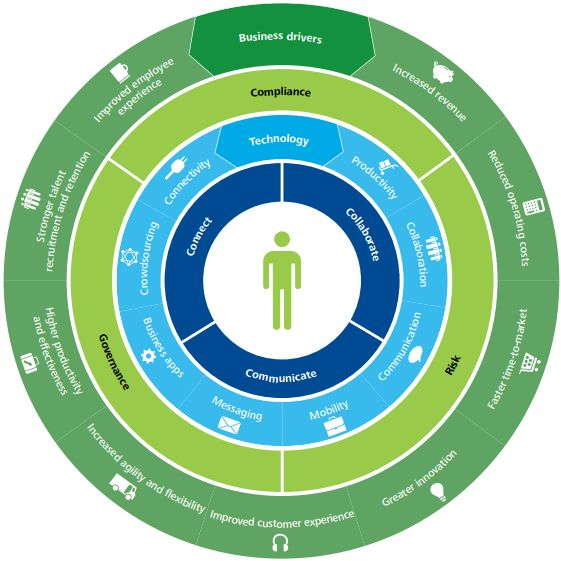 Business drivers
Increased revenue
Reduced operating costs
Faster time-to-market
Greater innovation
Improved customer experience
Increased agility and flexibility
Higher productivity
and effectiveness
Stronger talent
recruitment and retention
Improved employee
experience
Compliance
Risk
Governance
Technology
Productivity
Collaboration
Communication
Mobility
Messaging
Business apps
Crowdsourcing
Connectivity
Collaborate
Communicate
Connect